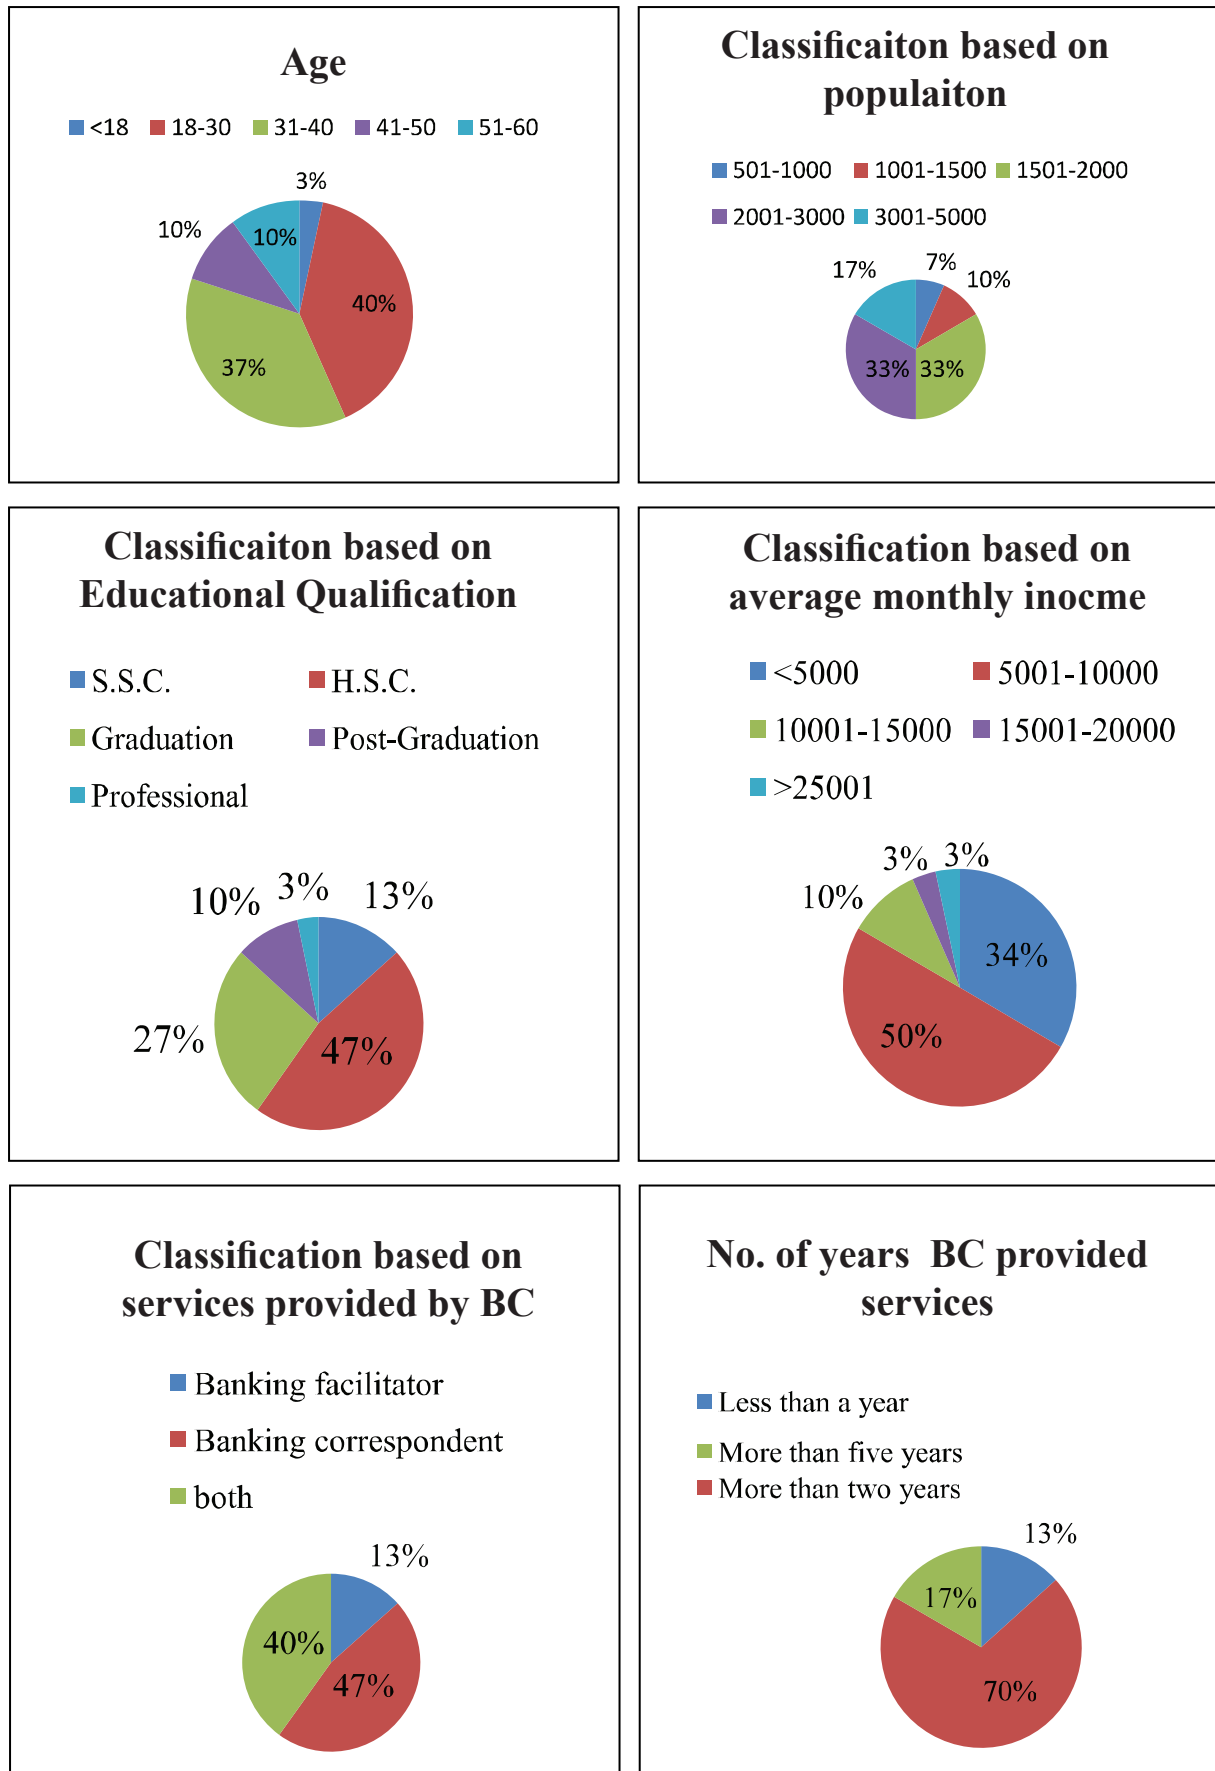 Age
<18 18-30 31-40 41-50 51-60
3%
10%
10%
40%
37%
Classificaiton based on
populaiton
501-1000 1001-1500 1501-2000
2001-3000 3001-5000
17% 7%
10%
33% 33%
Classificaiton based on
Educational Qualification
S.S.C. H.S.C.
Graduation Post-Graduation
Professional
10% 3% 13%
27% 47%
Classification based on
average monthly inocme
<5000 5001-10000
10001-15000 15001-20000
>25001
3% 3%
10%
34%
50%
Classification based on
services provided by BC
Banking facilitator
Banking correspondent
both
13%
40%
47%
No. of years BC provided
services
Less than a year
More than five years
More than two years
13%
17%
70%